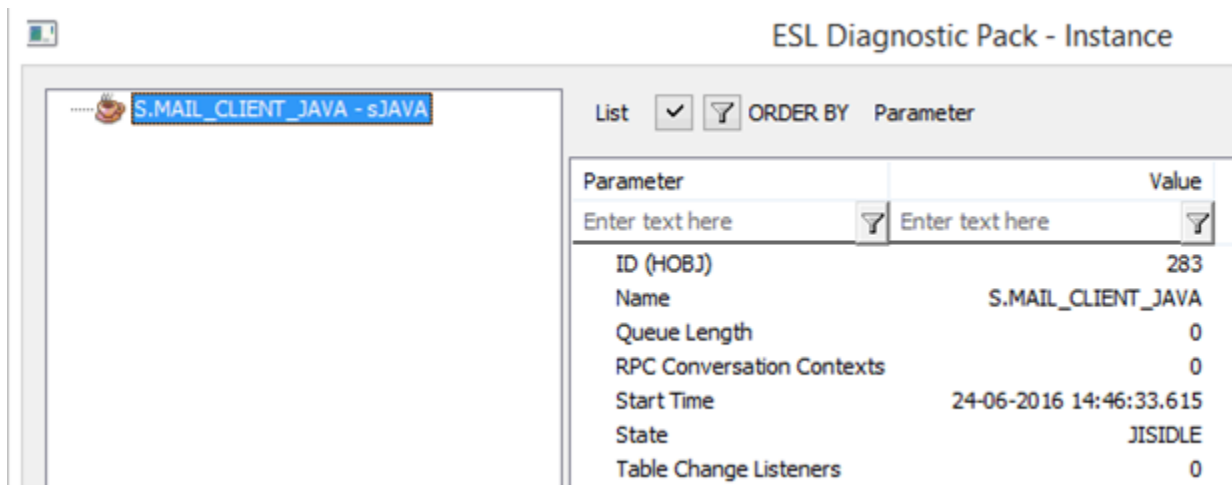 ESL Diagnostic Pack - Instance
S.MAIL_CLIENT_JAVA - sJAVA
List ORDER BY Parameter
Parameter Value
Enter text here Enter text here
ID (HOBJ) 283
Name S.MAIL_CLIENT_JAVA
Queue Length 0
RPC Conversation Contexts 0
Start Time 24-06-2016 14:46:33.615
State JISIDLE
Table Change Listeners 0